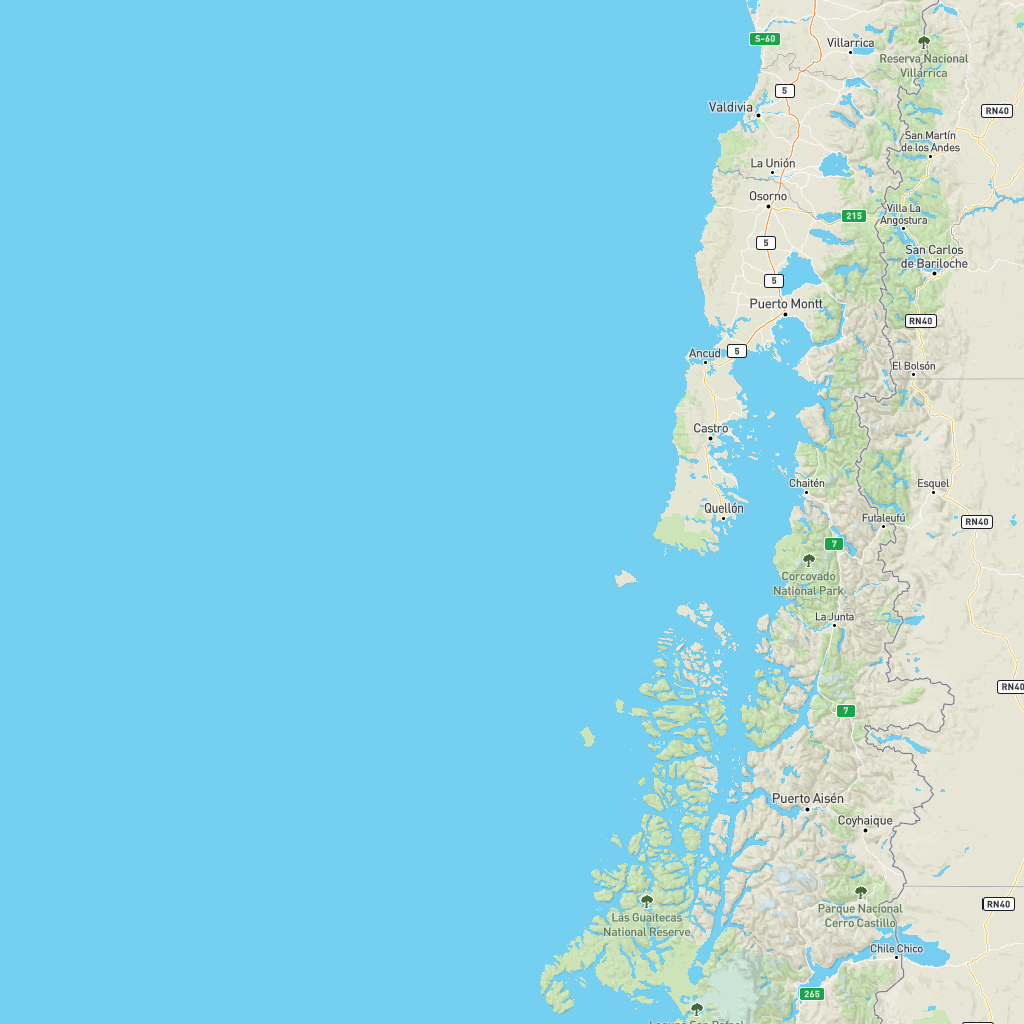 S-60
Villarrica
Reserva Nacional
Villarrica
5
RN40
Valdivia
San Martín
de los Andes
La Unión
Osorno
Villa La
Angostura
215
5
San Carlos
de Bariloche
5
Puerto Montt
RN40
Ancud
5
El Bolsón
Castro
Chaitén
Esquel
Quellón
Futaleufú
RN40
7
Corcovado
National Park
La Junta
RN40
7
Puerto Aisén
Coyhaique
Parque Nacional
Cerro Castillo
RN40
Las Guaitecas
National Reserve
Chile Chico
265
Laguna San Rafael